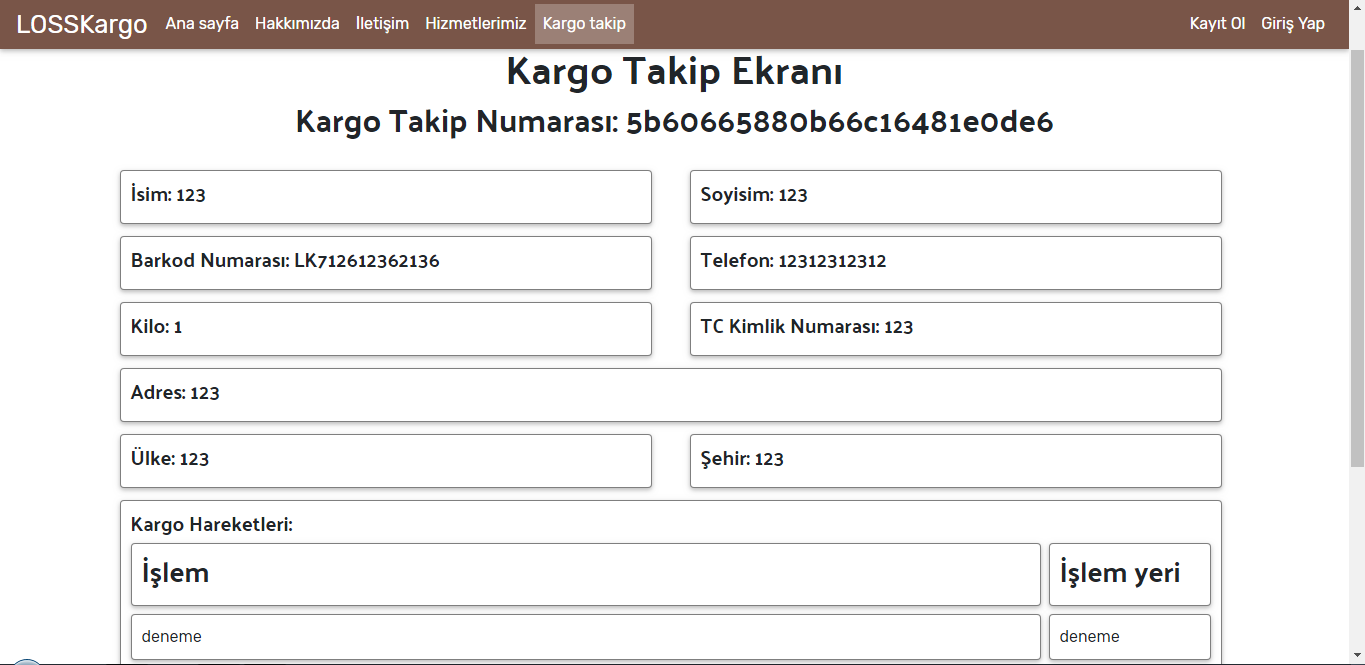 LOSSKargo Ana sayfa Hakkımızda İletişim Hizmetlerimiz Kargo takip Kayıt Ol Giriş Yap
Kargo Takip Ekranı
Kargo Takip Numarası: 5b60665880b66c16481e0de6
İsim: 123 Soyisim: 123
Barkod Numarası: LK712612362136 Telefon: 12312312312
Kilo: 1 TC Kimlik Numarası: 123
Adres: 123
Ülke: 123 Şehir: 123
Kargo Hareketleri:
İşlem İşlem yeri
deneme deneme